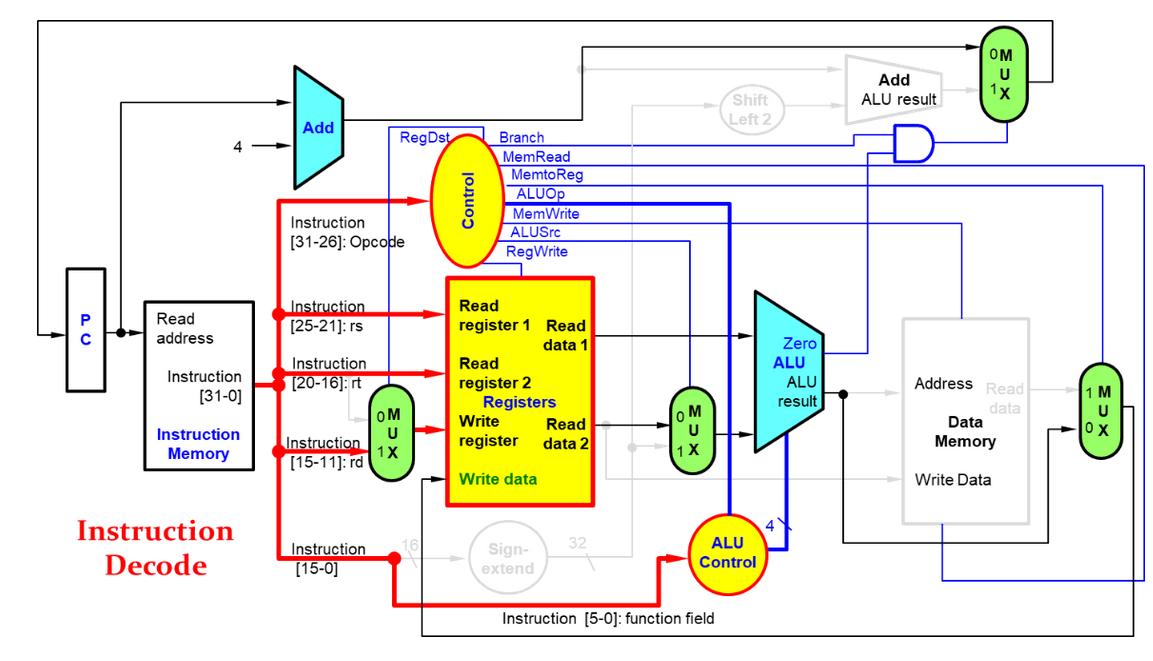 0 M
U
1 X
Add
ALU result
Shift
Left 2
Add
4
RegDst
Branch
MemRead
MemtoReg
ALUOp
MemWrite
ALUSrc
RegWrite
Control
Instruction
[31-26]: Opcode
P
C
Read
address
Instruction
[31-0]
Instruction
Memory
Instruction
[25-21]: rs
Instruction
[20-16]: rt
Instruction
[15-11]: rd
0 M
U
1 X
Read
register 1
Read
data 1
Read
register 2
Registers
Write
register
Read
data 2
Write data
0 M
U
1 X
Zero
ALU
ALU
result
Address
Read
data
Data
Memory
Write Data
1 M
U
0 X
Instruction
Decode
Instruction
[15-0]
16
Sign-
extend
32
ALU
Control
4
Instruction [5-0]: function field